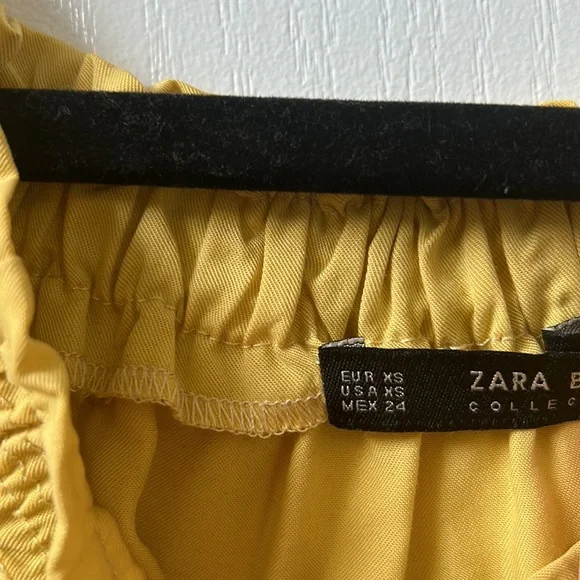 EUR XS
USA XS
MEX 24
ZARA B
COLLEC